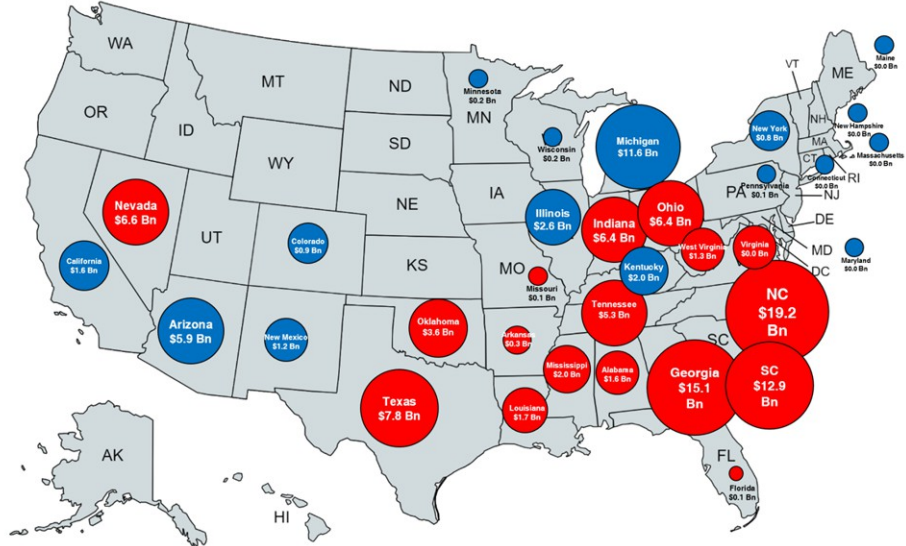 WA
OR
ID
MT
ND
SD
WY
NE
KS
UT
MN
IA
MO
Nevada
$6.6 Bn
California
$1.6 Bn
Arizona
$5.9 Bn
Colorado
$0.9 Bn
New Mexico
$1.2 Bn
Oklahoma
$3.6 Bn
Texas
$7.8 Bn
Minnesota
$0.2 Bn
Wisconsin
$0.2 Bn
Illinois
$2.6 Bn
Missouri
$0.1 Bn
Arkansas
$0.3 Bn
Louisiana
$1.7 Bn
Mississippi
$2.0 Bn
Alabama
$1.6 Bn
Tennessee
$5.3 Bn
Kentucky
$2.0 Bn
Indiana
$6.4 Bn
Michigan
$11.6 Bn
Ohio
$6.4 Bn
West Virginia
$1.3 Bn
Virginia
$0.0 Bn
NC
$19.2
Bn
SC
SC
$12.9
Bn
Georgia
$15.1
Bn
FL
Florida
$0.1 Bn
New York
$0.8 Bn
PA
Pennsylvania
$0.1 Bn
VT
ME
NH
MA
CT
RI
NJ
DE
MD
DC
Maine
$0.0 Bn
New Hampshire
$0.0 Bn
Massachusetts
$0.0 Bn
Connecticut
$0.0 Bn
Maryland
$0.0 Bn
AK
HI